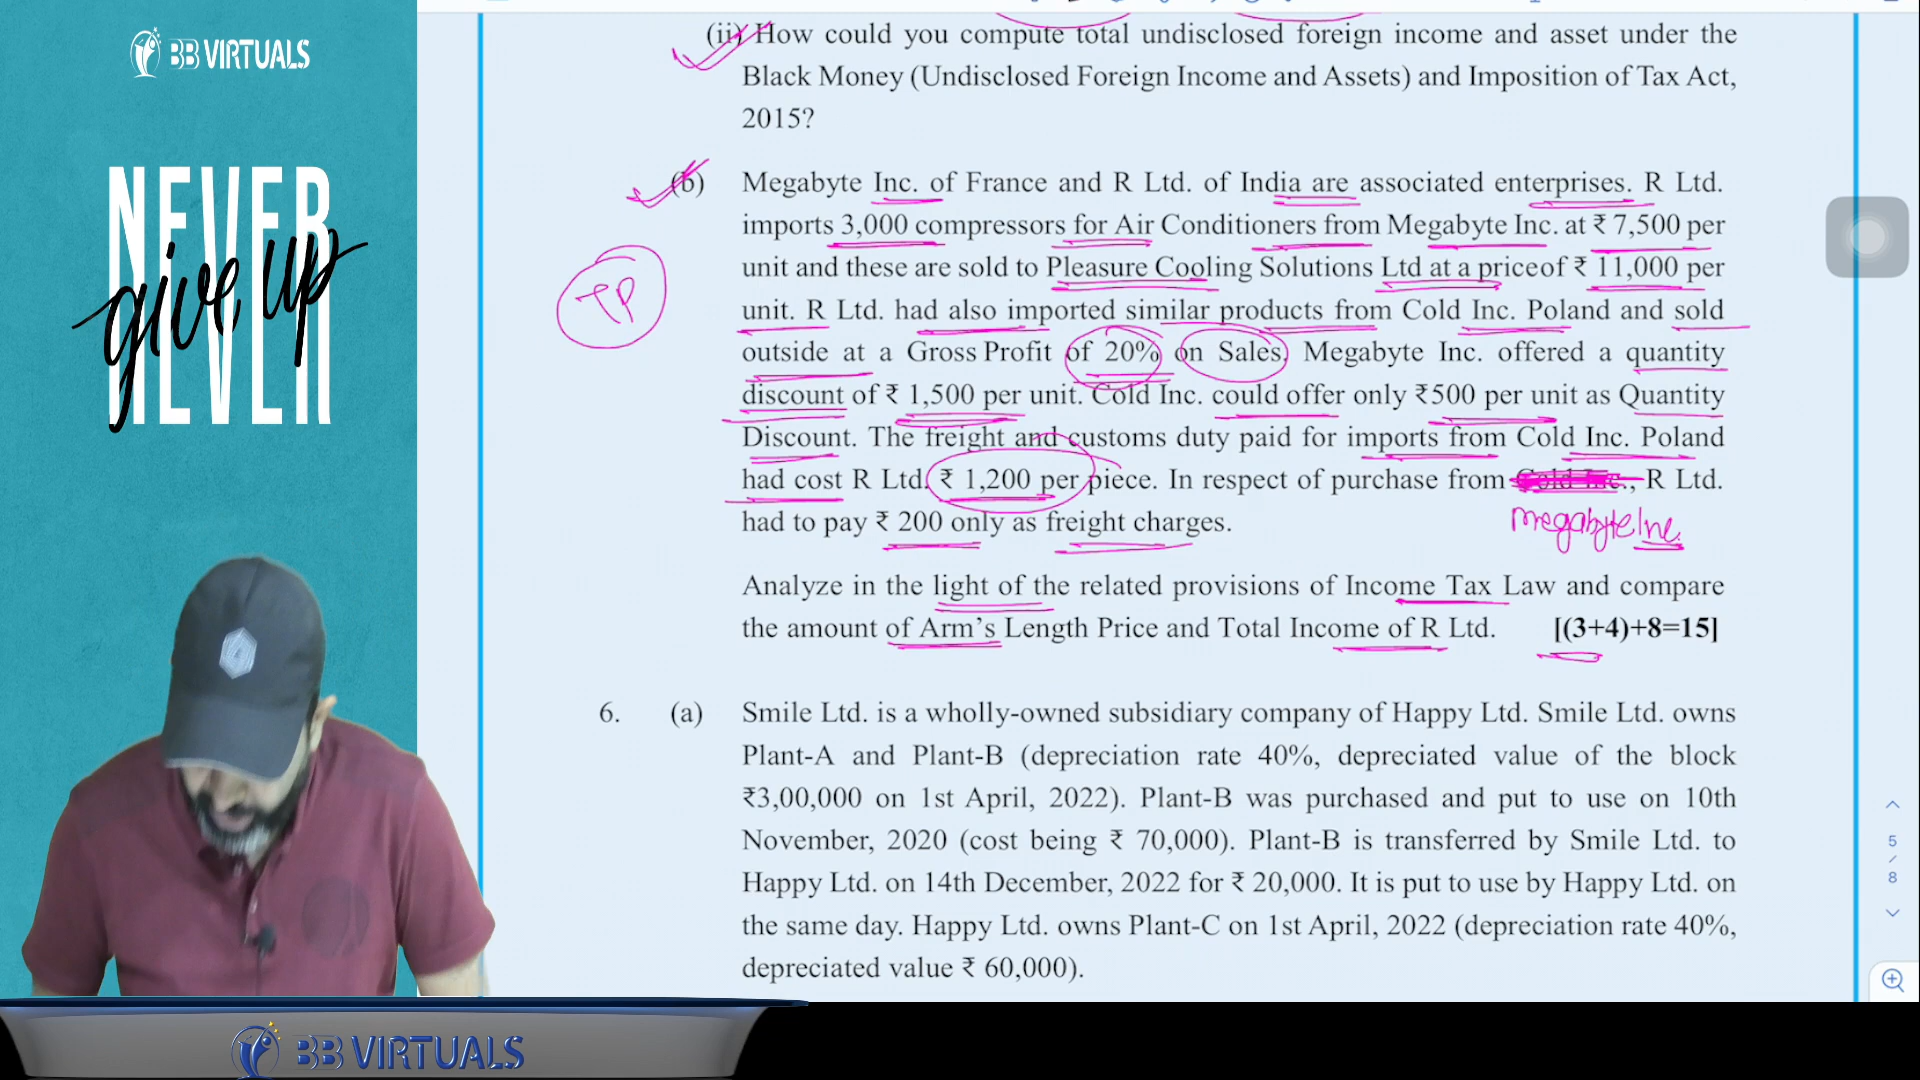 BB VIRTUALS
NEVER
give up
NEVER
(ii) How could you compute total undisclosed foreign income and asset under the
Black Money (Undisclosed Foreign Income and Assets) and Imposition of Tax Act,
2015?
(b) Megabyte Inc. of France and R Ltd. of India are associated enterprises. R Ltd.
imports 3,000 compressors for Air Conditioners from Megabyte Inc. at ₹ 7,500 per
unit and these are sold to Pleasure Cooling Solutions Ltd at a priceof ₹ 11,000 per
unit. R Ltd. had also imported similar products from Cold Inc. Poland and sold
outside at a Gross Profit of 20% on Sales. Megabyte Inc. offered a quantity
discount of ₹ 1,500 per unit. Cold Inc. could offer only ₹500 per unit as Quantity
Discount. The freight and customs duty paid for imports from Cold Inc. Poland
had cost R Ltd. ₹ 1,200 per piece. In respect of purchase from Cold Inc., R Ltd.
had to pay ₹ 200 only as freight charges.
Megabyte Inc.
TP
Analyze in the light of the related provisions of Income Tax Law and compare
the amount of Arm's Length Price and Total Income of R Ltd. [(3+4)+8=15]
6. (a) Smile Ltd. is a wholly-owned subsidiary company of Happy Ltd. Smile Ltd. owns
Plant-A and Plant-B (depreciation rate 40%, depreciated value of the block
₹3,00,000 on 1st April, 2022). Plant-B was purchased and put to use on 10th
November, 2020 (cost being ₹ 70,000). Plant-B is transferred by Smile Ltd. to
Happy Ltd. on 14th December, 2022 for ₹ 20,000. It is put to use by Happy Ltd. on
the same day. Happy Ltd. owns Plant-C on 1st April, 2022 (depreciation rate 40%,
depreciated value ₹ 60,000).
5
/
8
BB VIRTUALS